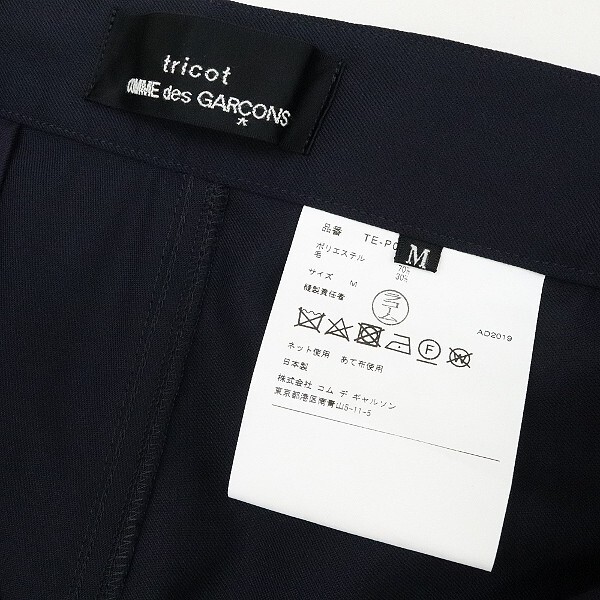 tricot
COMME des GARÇONS
品番 TE-P0
M
ポリエステル 70%
毛 30%
サイズ M
縫製責任者
AD2019
F
W
ネット使用 あて布使用
日本製
株式会社 コム デ ギャルソン
東京都港区南青山5-11-5